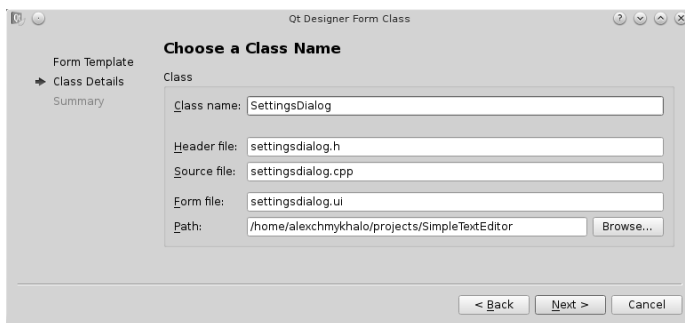 Qt Designer Form Class
Form Template
Class Details
Summary
Choose a Class Name
Class
Class name: SettingsDialog
Header file: settingsdialog.h
Source file: settingsdialog.cpp
Form file: settingsdialog.ui
Path: /home/alexchmykhalo/projects/SimpleTextEditor Browse...
< Back Next > Cancel